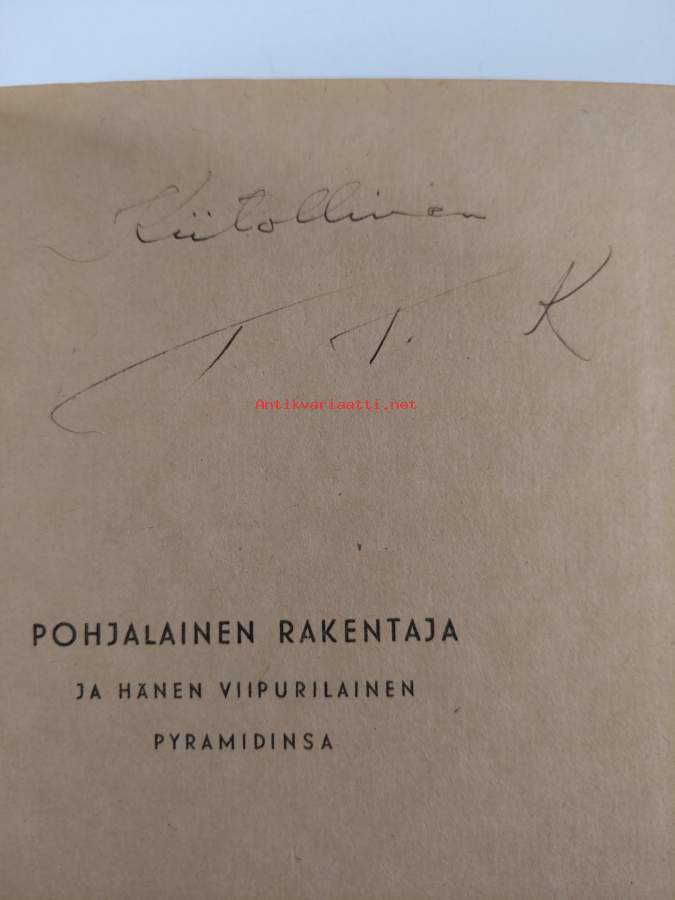 Kiitollinen
T T. K
Antikvariaatti.net
POHJALAINEN RAKENTAJA
JA HÄNEN VIIPURILAINEN
PYRAMIDINSA